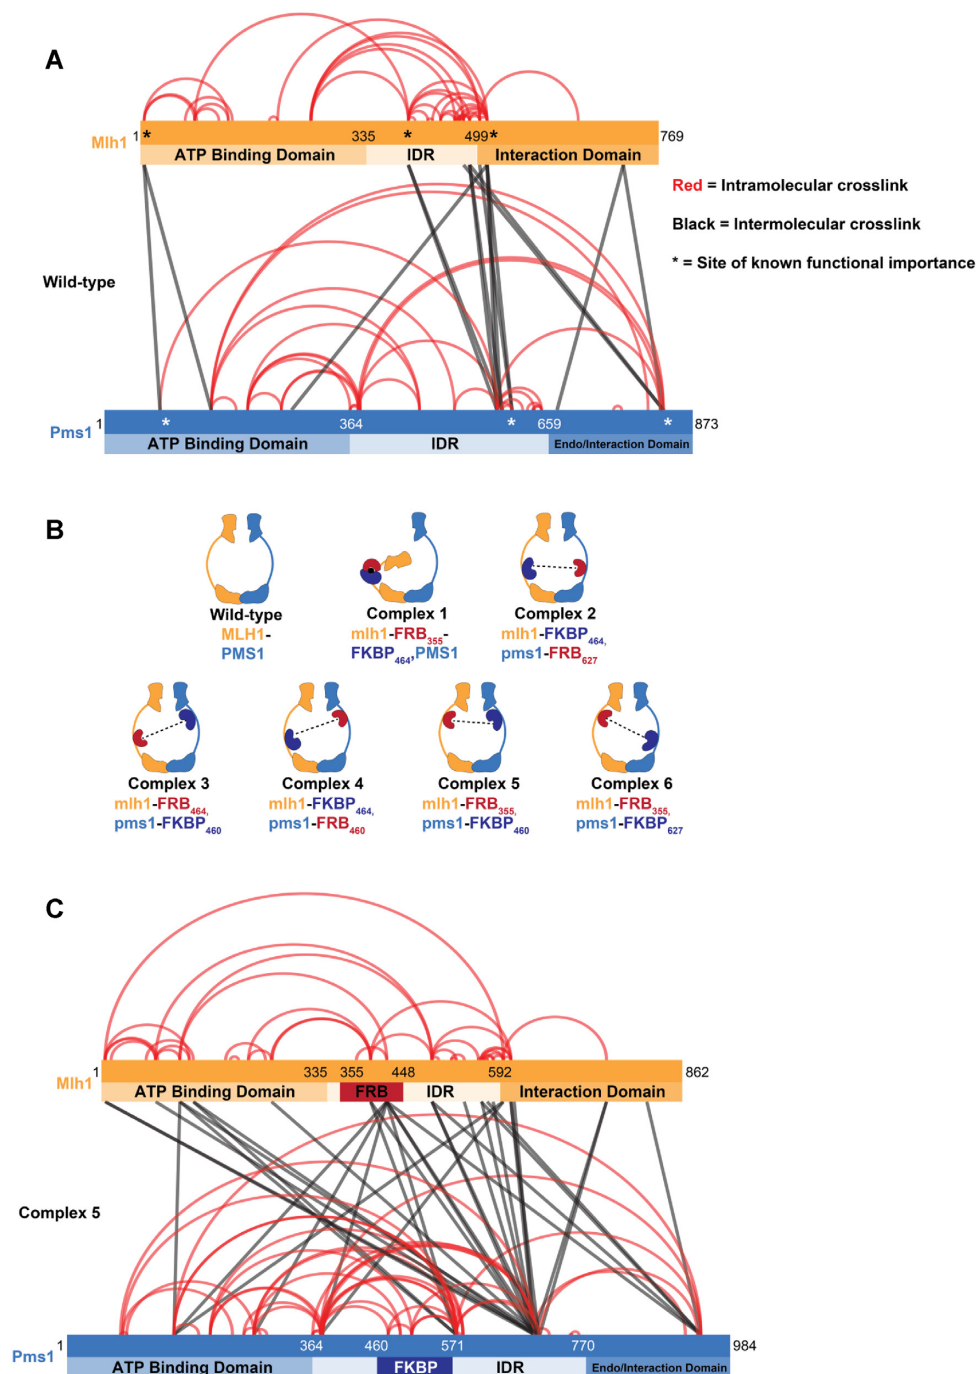 A
1 * 335 * 499 * 769
Mlh1
ATP Binding Domain IDR Interaction Domain
Red = Intramolecular crosslink
Black = Intermolecular crosslink
* = Site of known functional importance
Wild-type
1 * 364 * 659 * 873
Pms1
ATP Binding Domain IDR Endo/Interaction Domain
B
Wild-type
MLH1-
PMS1
Complex 1
mlh1-FRB355-
FKBP464,PMS1
Complex 2
mlh1-FKBP464,
pms1-FRB627
Complex 3
mlh1-FRB464,
pms1-FKBP460
Complex 4
mlh1-FKBP464,
pms1-FRB460
Complex 5
mlh1-FRB355,
pms1-FKBP460
Complex 6
mlh1-FRB355,
pms1-FKBP627
C
1 335 355 448 592 862
Mlh1
ATP Binding Domain FRB IDR Interaction Domain
Complex 5
1 364 460 571 770 984
Pms1
ATP Binding Domain FKBP IDR Endo/Interaction Domain